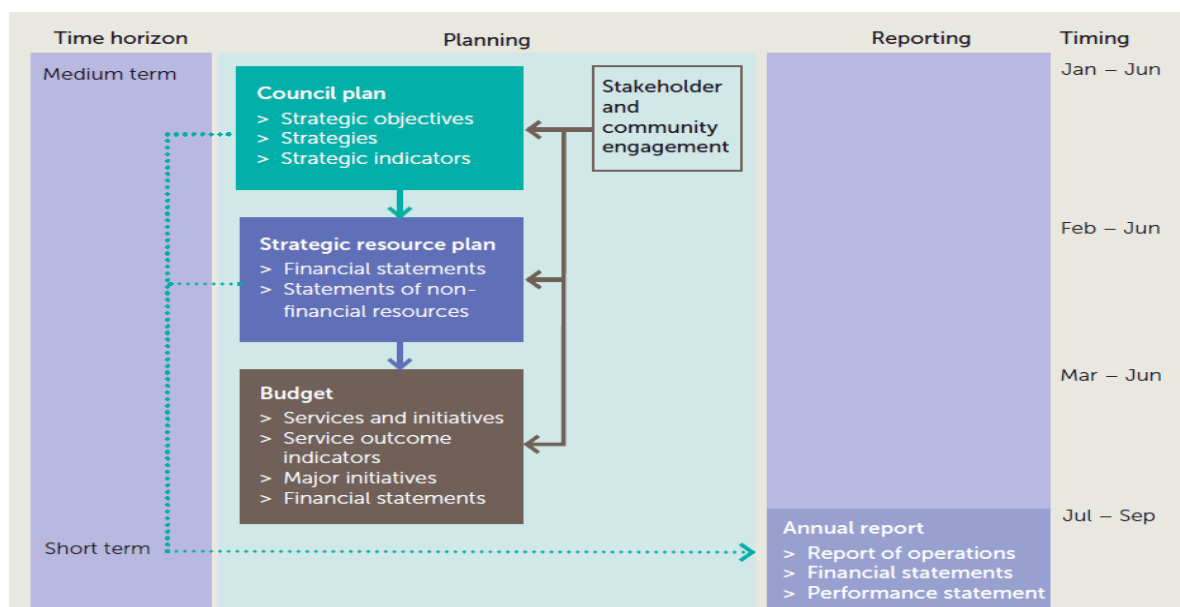 Time horizon
Planning
Reporting
Timing
Medium term
Jan – Jun
Council plan
> Strategic objectives
> Strategies
> Strategic indicators
Stakeholder
and
community
engagement
Feb – Jun
Strategic resource plan
> Financial statements
> Statements of non-
financial resources
Mar – Jun
Budget
> Services and initiatives
> Service outcome
indicators
> Major initiatives
> Financial statements
Jul – Sep
Short term
Annual report
> Report of operations
> Financial statements
> Performance statement